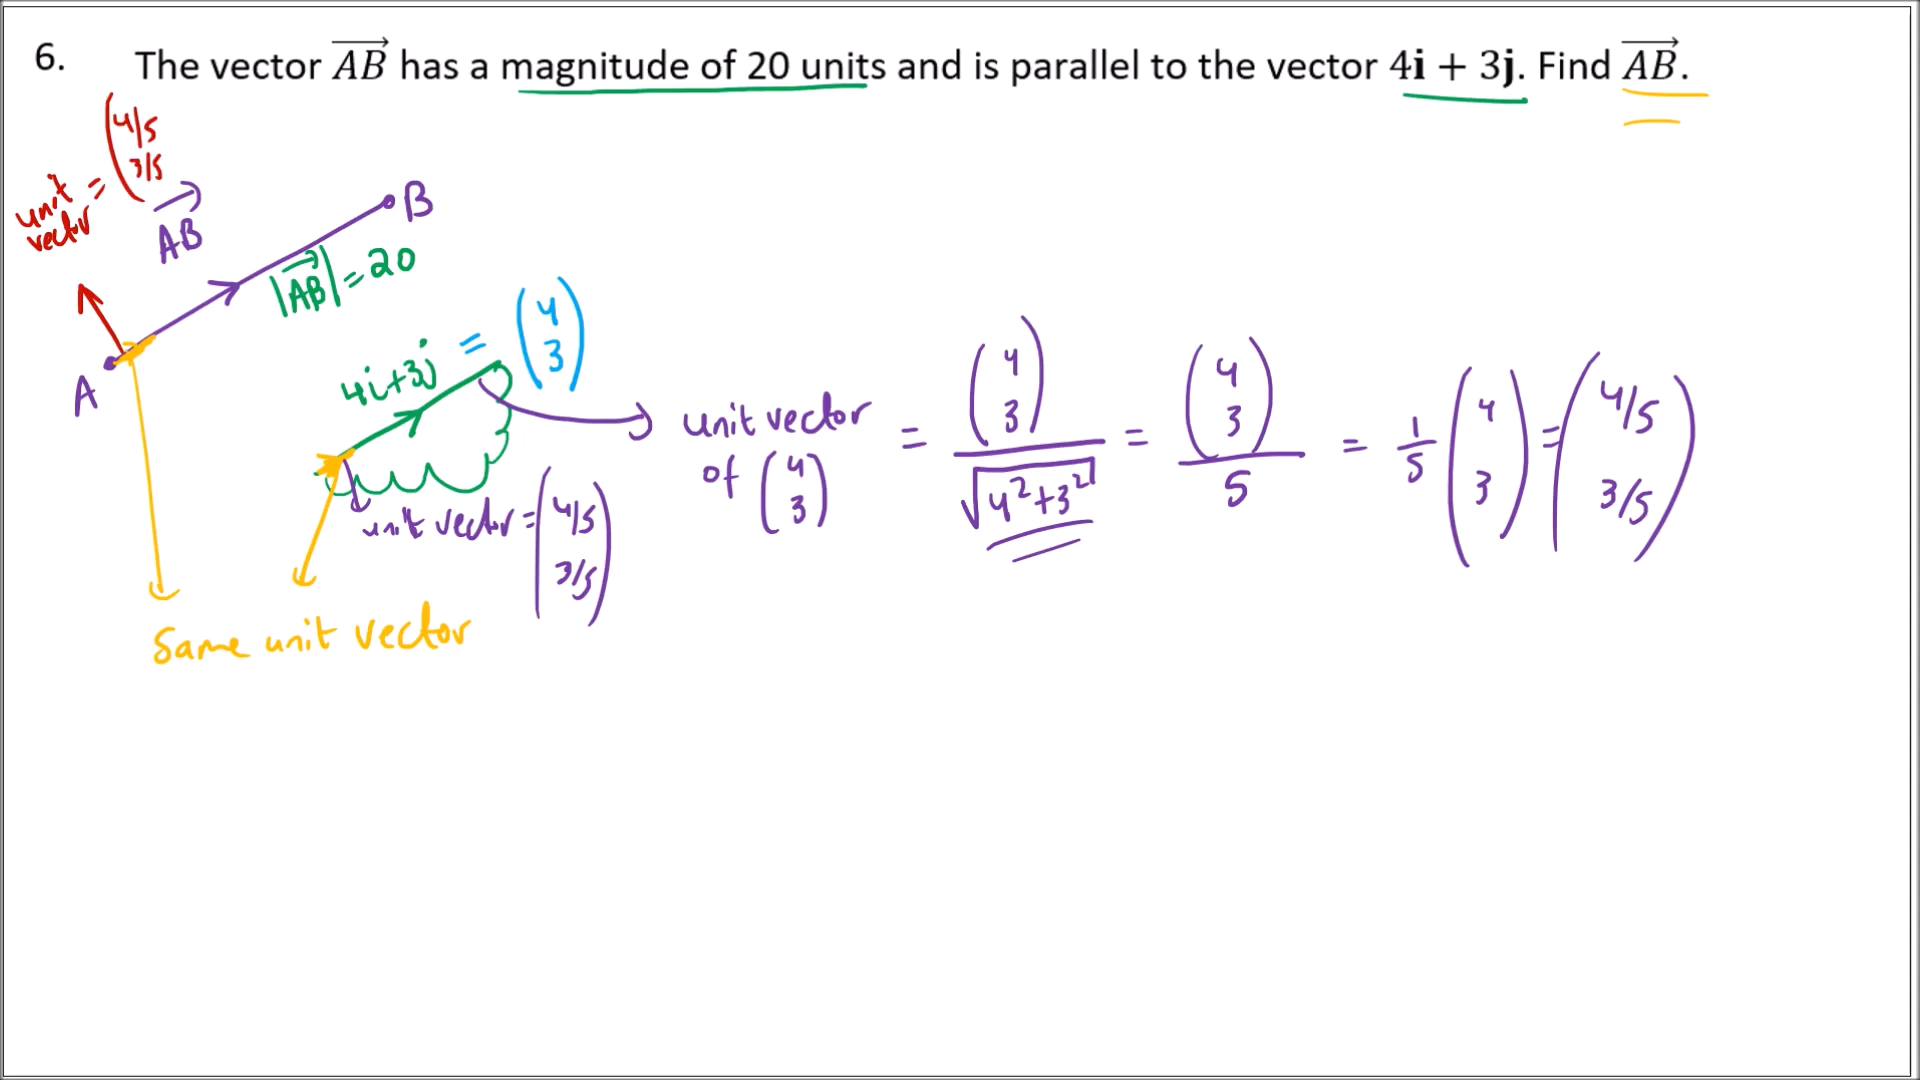 6. The vector AB⃗ has a magnitude of 20 units and is parallel to the vector 4i + 3j. Find AB⃗.
unit vector = (4/5 3/5)
AB⃗
B
|AB⃗| = 20
A
4i+3j = (4 3)
unit vector of (4 3) = (4 3)/√4²+3² = (4 3)/5 = 1/5 (4 3) = (4/5 3/5)
unit vector = (4/5 3/5)
Same unit vector